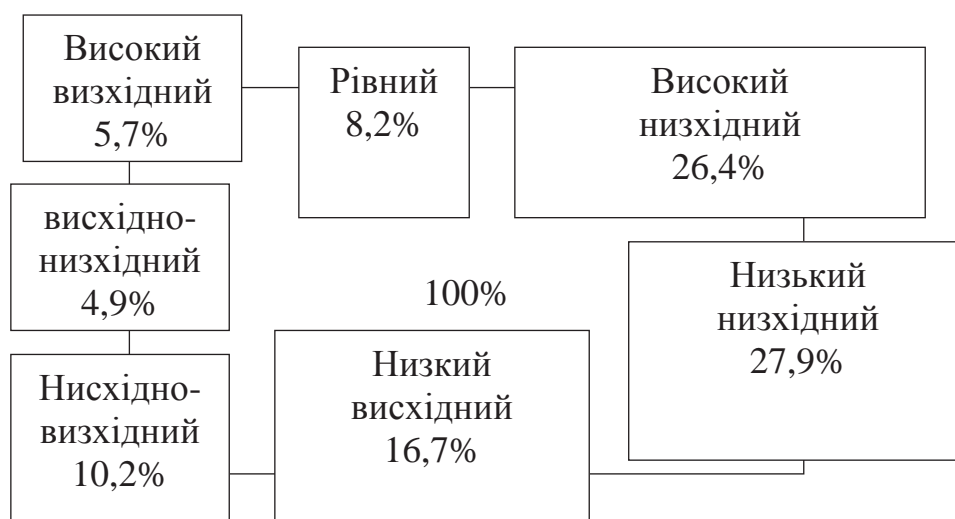 Високий
визхідний
5,7%
Рівний
8,2%
Високий
низхідний
26,4%
висхідно-
низхідний
4,9%
100%
Низький
низхідний
27,9%
Нисхідно-
визхідний
10,2%
Низкий
висхідний
16,7%